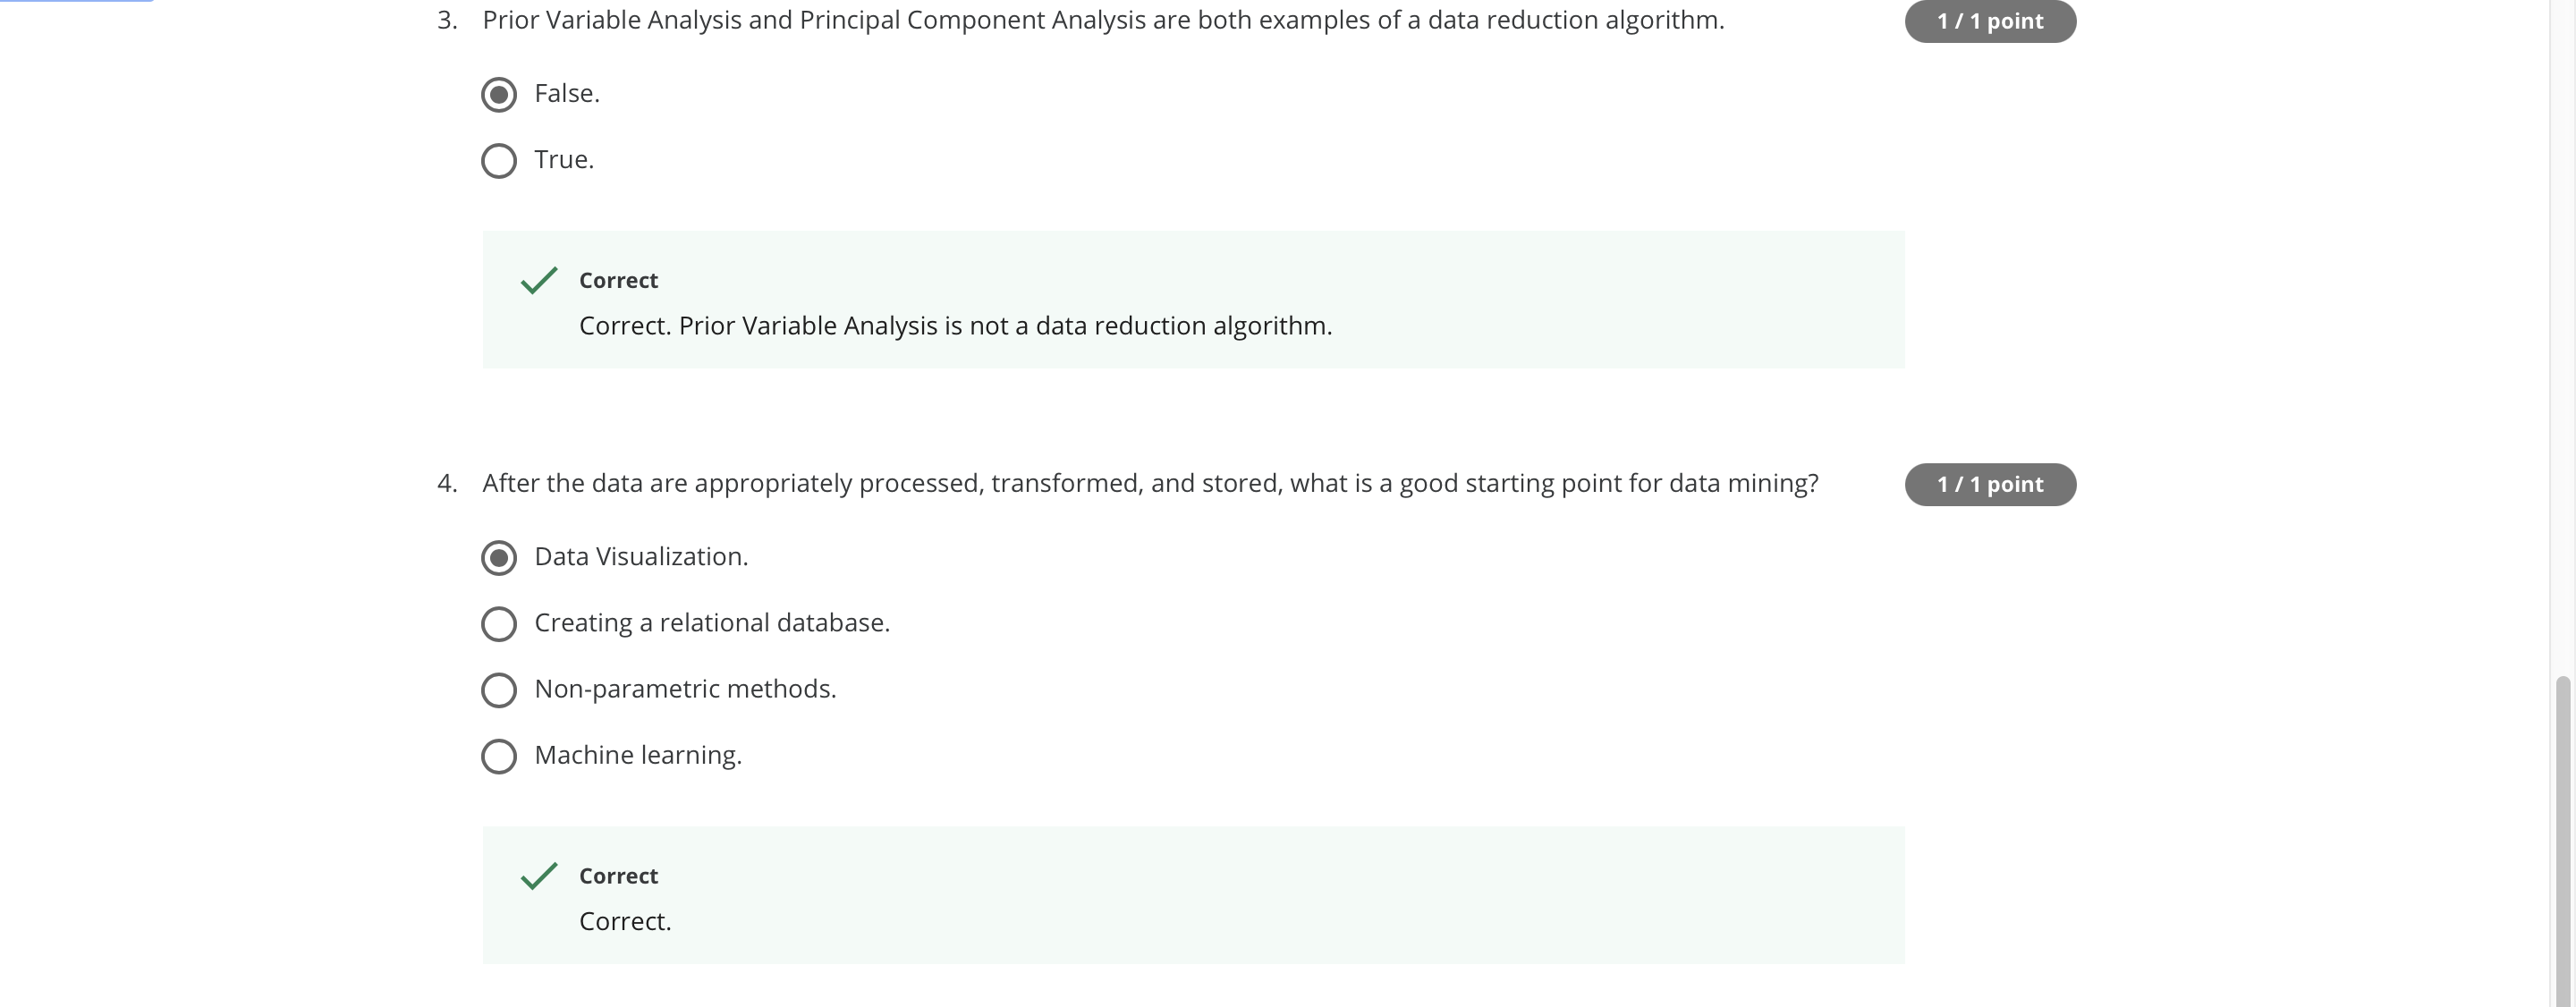 3. Prior Variable Analysis and Principal Component Analysis are both examples of a data reduction algorithm.
1 / 1 point
False.
True.
Correct
Correct. Prior Variable Analysis is not a data reduction algorithm.
4. After the data are appropriately processed, transformed, and stored, what is a good starting point for data mining?
1 / 1 point
Data Visualization.
Creating a relational database.
Non-parametric methods.
Machine learning.
Correct
Correct.